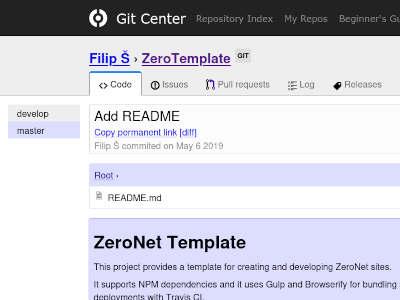 Git Center Repository Index My Repos Beginner's
Filip Š › ZeroTemplate GIT
Code Issues Pull requests Log Releases
develop
master
Add README
Copy permanent link [diff]
Filip Š commited on May 6 2019
Root ›
README.md
ZeroNet Template
This project provides a template for creating and developing ZeroNet sites.
It supports NPM dependencies and it uses Gulp and Browserify for bundling
deployments with Travis CI.